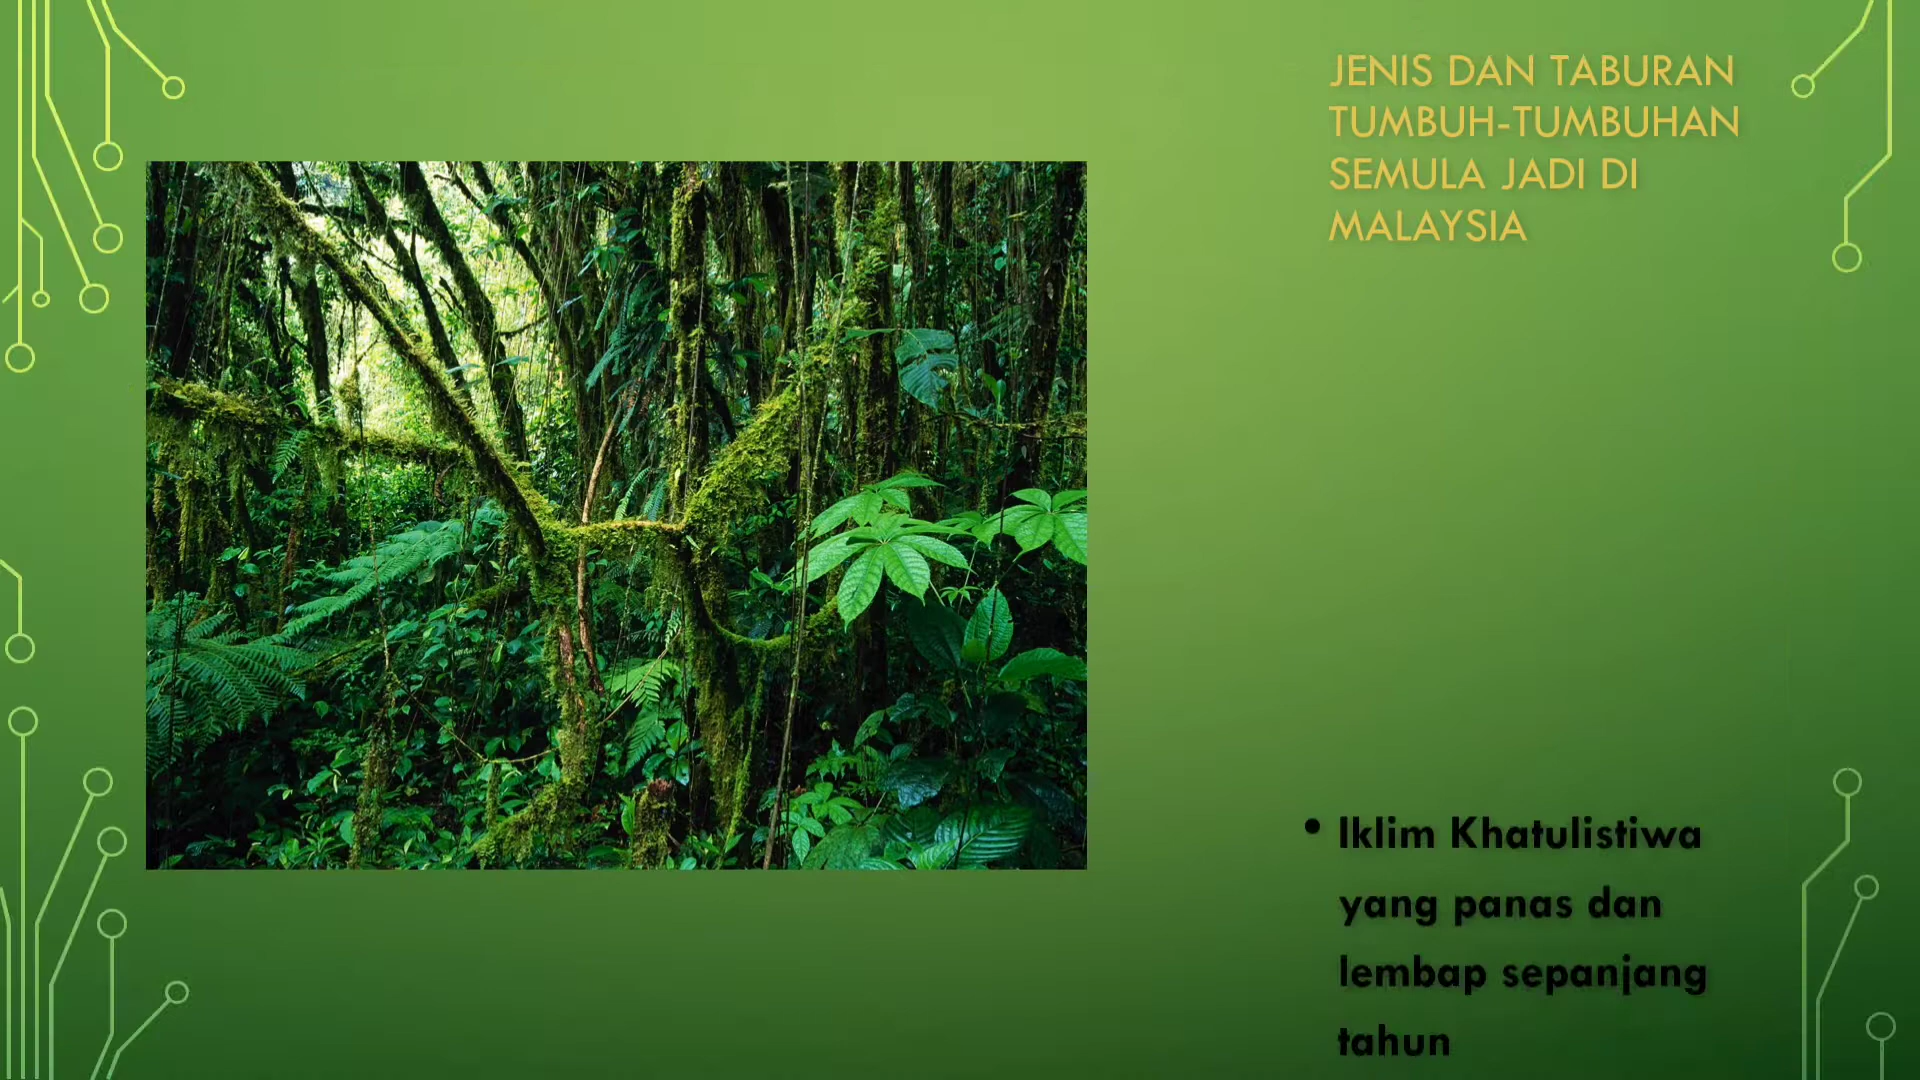 JENIS DAN TABURAN
TUMBUH-TUMBUHAN
SEMULA JADI DI
MALAYSIA
• Iklim Khatulistiwa
yang panas dan
lembap sepanjang
tahun